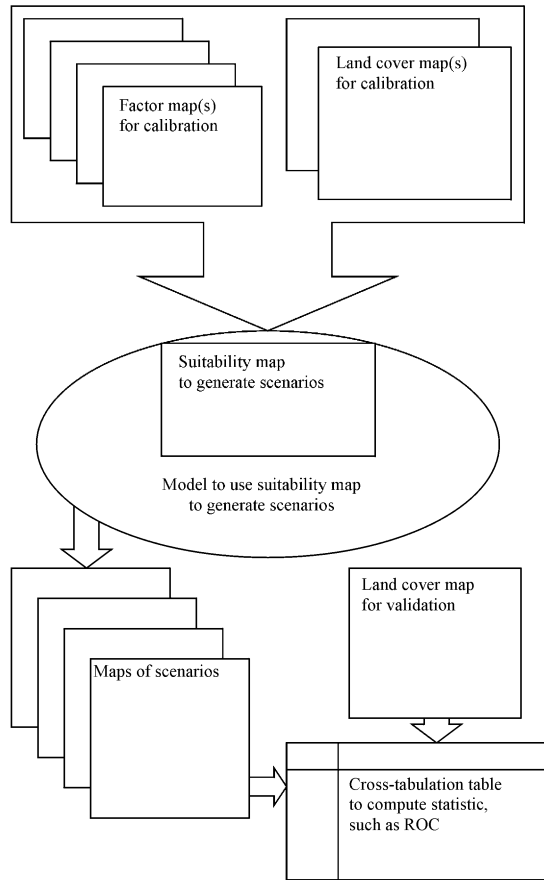 Factor map(s)
for calibration
Land cover map(s)
for calibration
Suitability map
to generate scenarios
Model to use suitability map
to generate scenarios
Land cover map
for validation
Maps of scenarios
Cross-tabulation table
to compute statistic,
such as ROC